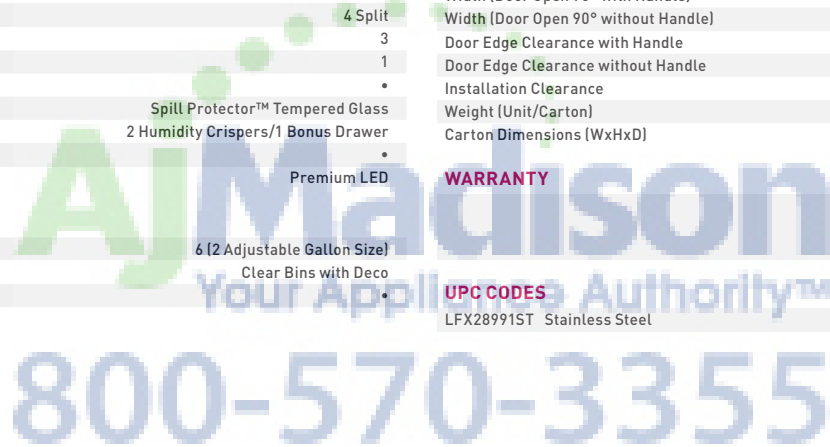 4 Split
3
1
•
Spill Protector™ Tempered Glass
2 Humidity Crispers/1 Bonus Drawer
•
Premium LED
6 (2 Adjustable Gallon Size)
Clear Bins with Deco
•
Width (Door Open 90° without Handle)
Door Edge Clearance with Handle
Door Edge Clearance without Handle
Installation Clearance
Weight (Unit/Carton)
Carton Dimensions (WxHxD)
WARRANTY
UPC CODES
LFX28991ST Stainless Steel
AjMadison
Your Appliance Authority™
800-570-3355